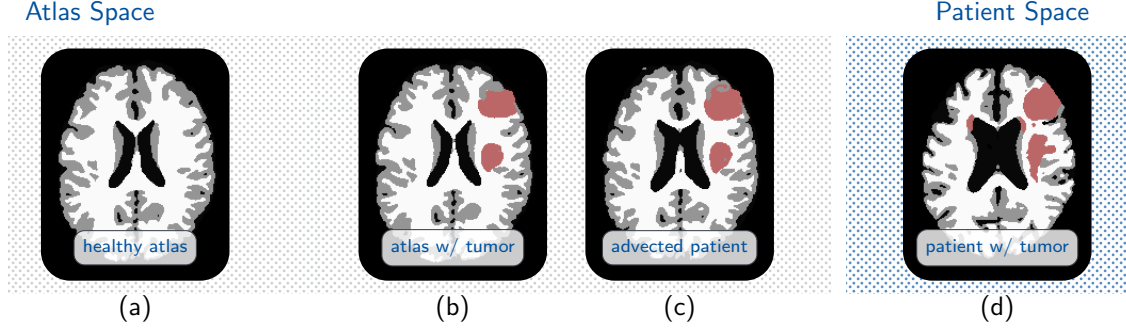 Atlas Space
Patient Space
healthy atlas
atlas w/ tumor
advected patient
patient w/ tumor
(a)
(b)
(c)
(d)